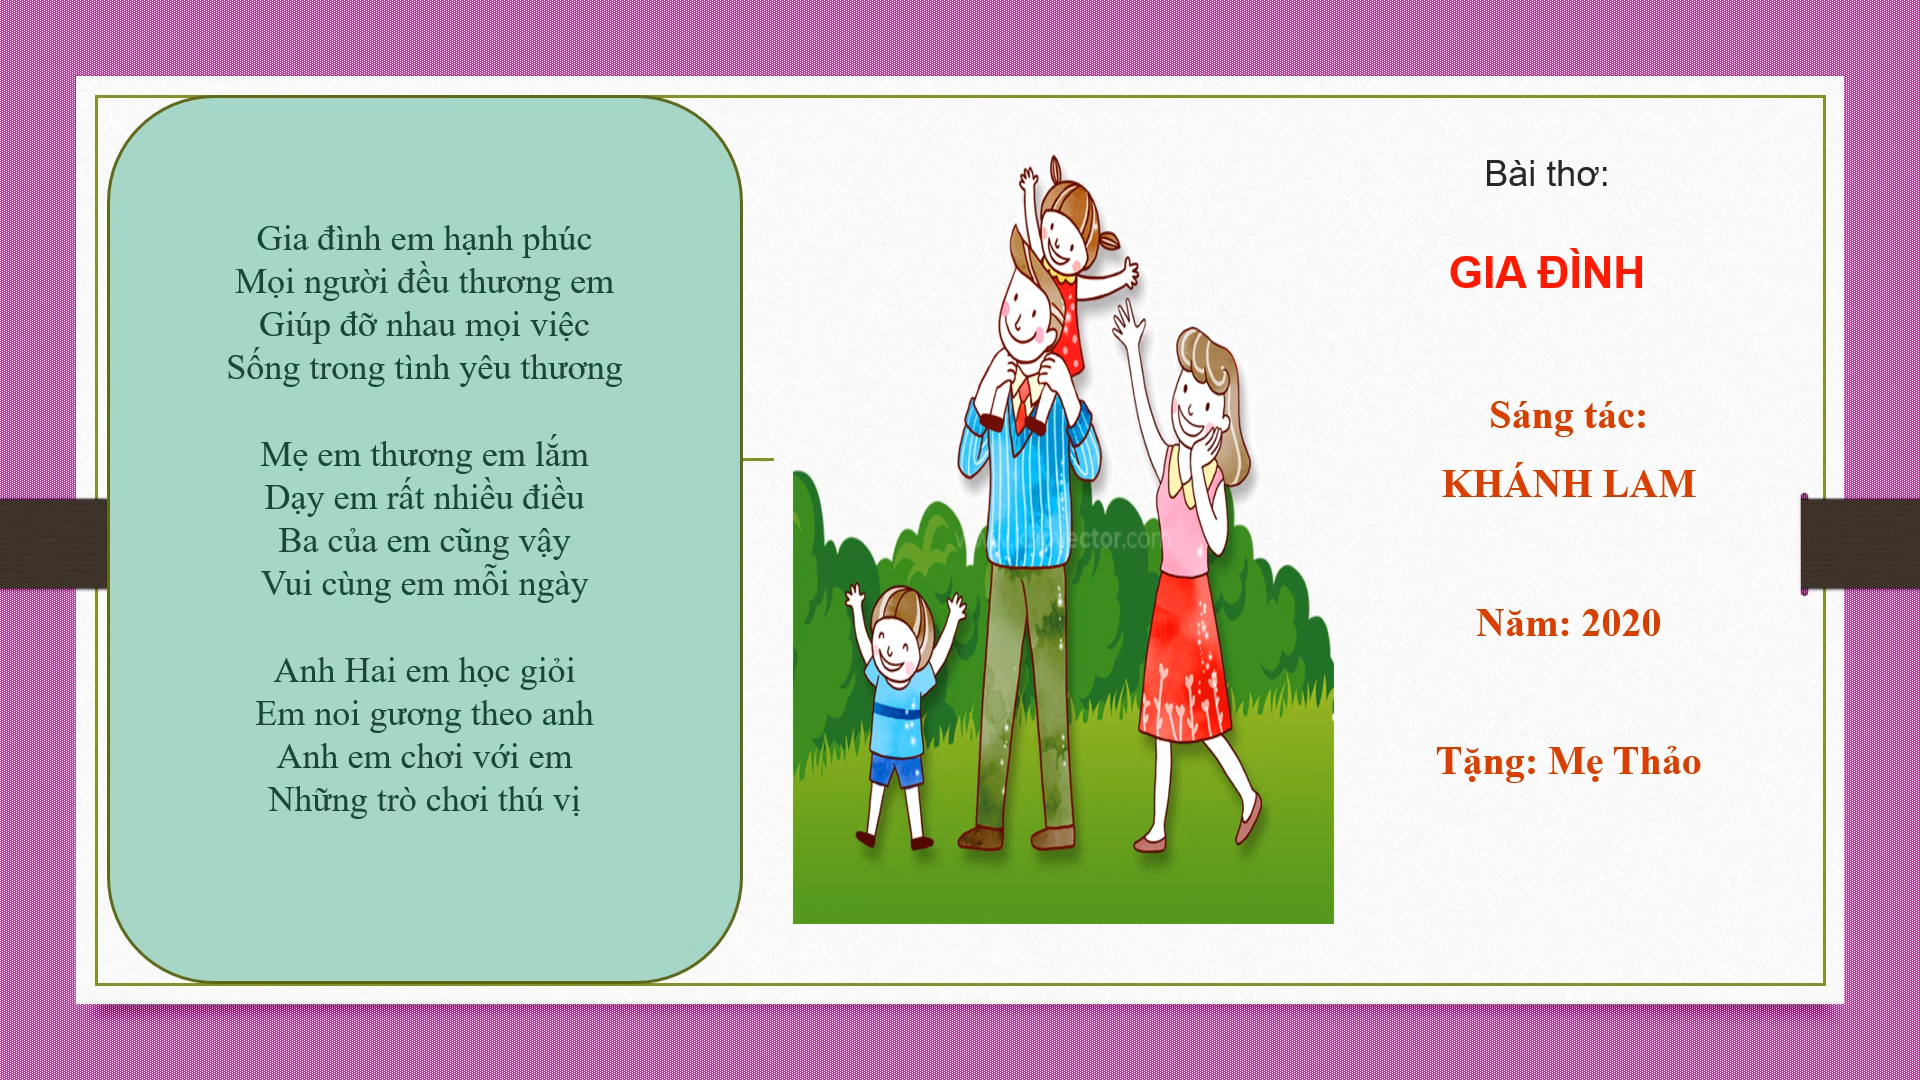 Gia đình em hạnh phúc
Mọi người đều thương em
Giúp đỡ nhau mọi việc
Sống trong tình yêu thương
Mẹ em thương em lắm
Dạy em rất nhiều điều
Ba của em cũng vậy
Vui cùng em mỗi ngày
Anh Hai em học giỏi
Em noi gương theo anh
Anh em chơi với em
Những trò chơi thú vị
Bài thơ:
GIA ĐÌNH
Sáng tác:
KHÁNH LAM
Năm: 2020
Tặng: Mẹ Thảo